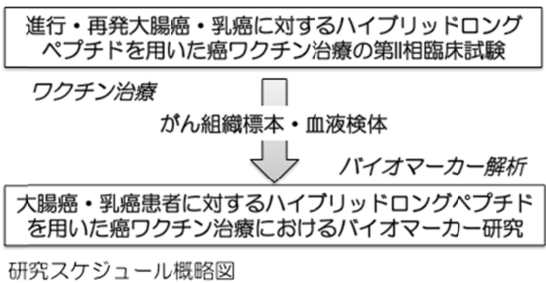 進行・再発大腸癌・乳癌に対するハイブリッドロング
ペプチドを用いた癌ワクチン治療の第II相臨床試験
ワクチン治療
がん組織標本・血液検体
バイオマーカー解析
大腸癌・乳癌患者に対するハイブリッドロングペプチド
を用いた癌ワクチン治療におけるバイオマーカー研究
研究スケジュール概略図